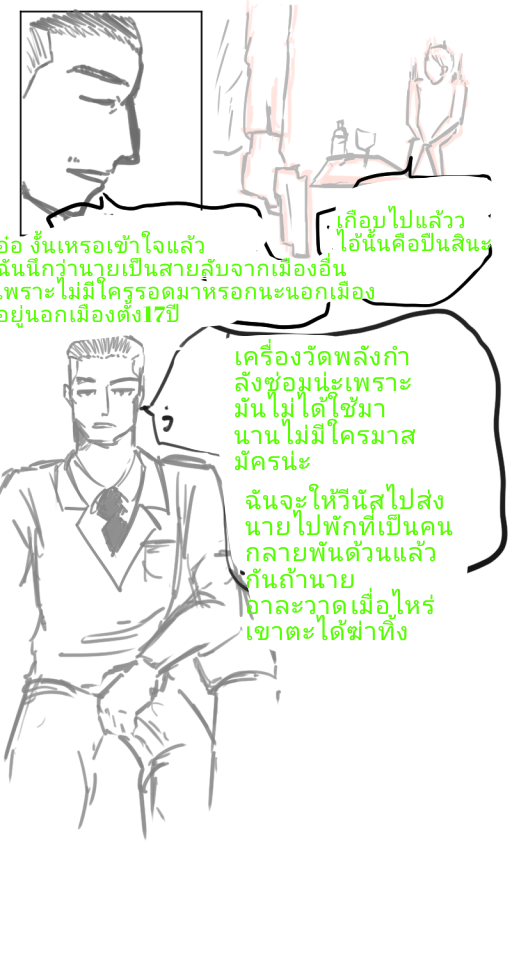 อ๋อ งั้นเหรอเข้าใจแล้ว
ฉันนึกว่านายเป็นสายลับจากเมืองอื่น
เพราะไม่มีใครรอดมาหรอกนะนอกเมือง
อยู่นอกเมืองตั้ง17ปี
เกือบไปแล้วว
ไอ้นั้นคือปืนสินะ
เครื่องวัดพลังกำ
ลังซ่อมน่ะเพราะ
มันไม่ได้ใช้มา
นานไม่มีใครมาส
มัครน่ะ
ฉันจะให้วีนัสไปส่ง
นายไปพักที่เป็นคน
กลายพันด้วนแล้ว
กันถ้านาย
อาละวาดเมื่อไหร่
เขาตะได้ฆ่าทิ้ง